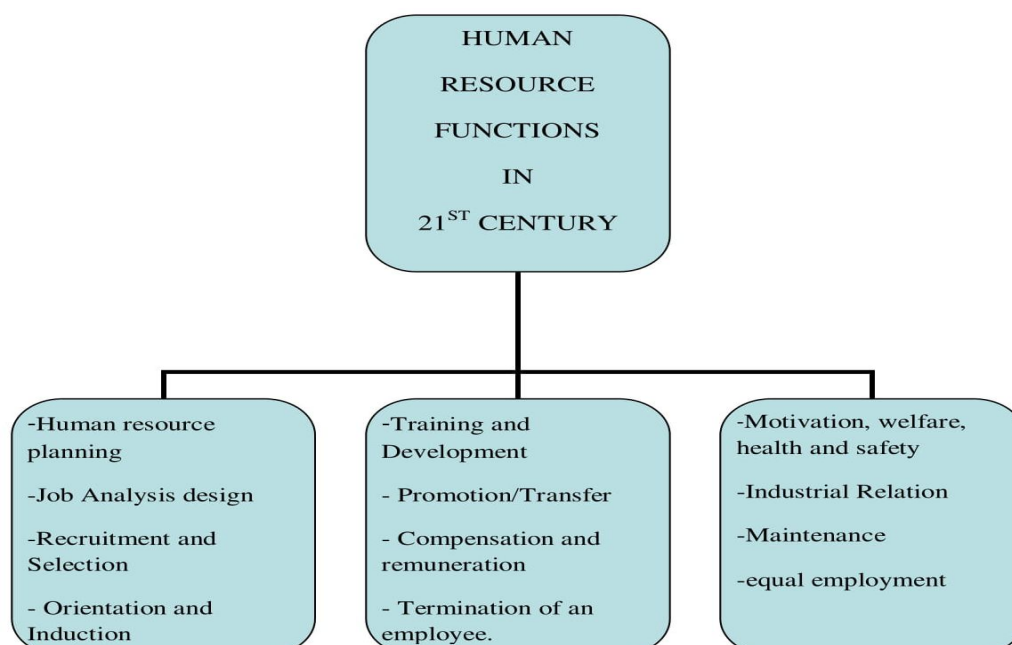 HUMAN
RESOURCE
FUNCTIONS
IN
21ST CENTURY
-Human resource
planning
-Job Analysis design
-Recruitment and
Selection
- Orientation and
Induction
-Training and
Development
- Promotion/Transfer
- Compensation and
remuneration
- Termination of an
employee.
-Motivation, welfare,
health and safety
-Industrial Relation
-Maintenance
-equal employment